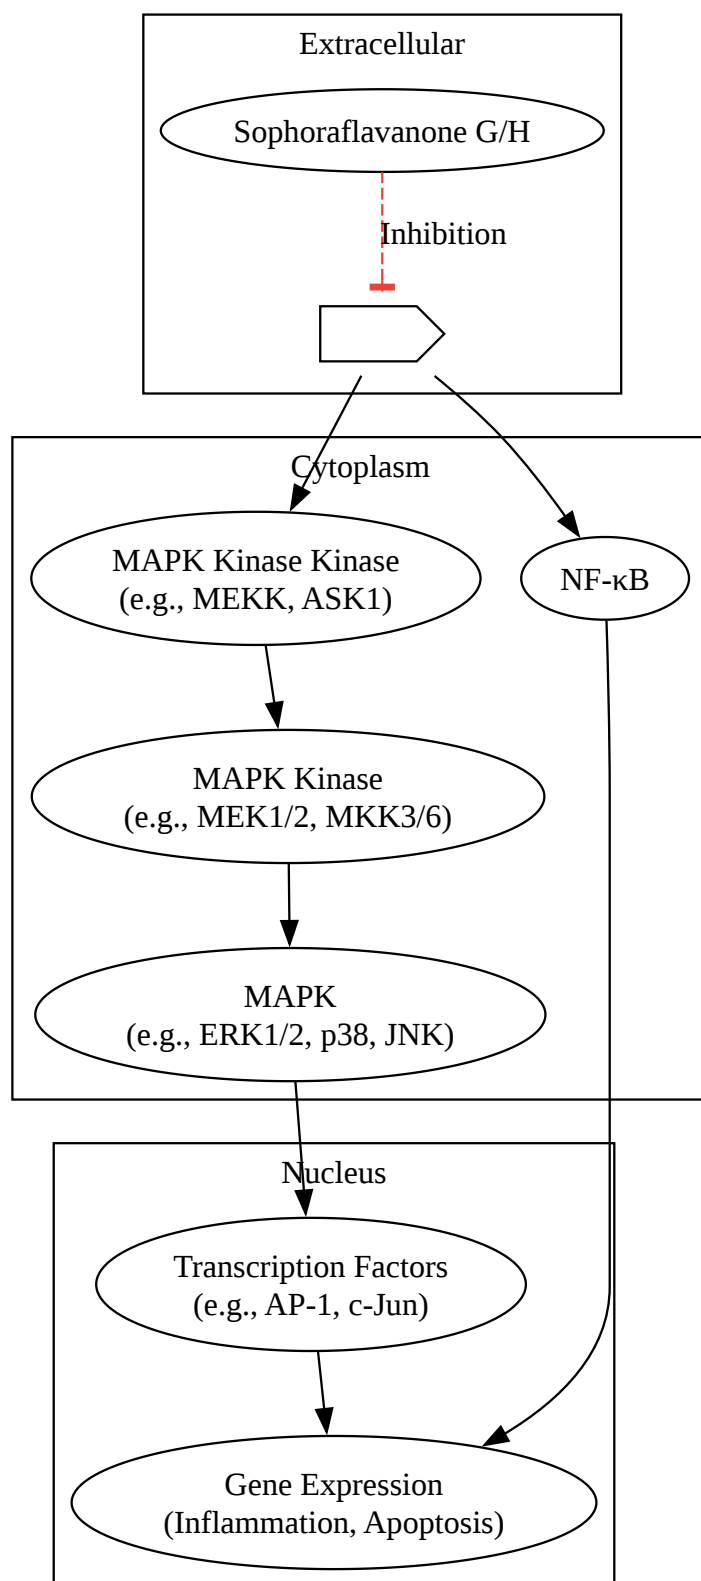 Extracellular
Sophoraflavanone G/H
Inhibition
Cytoplasm
MAPK Kinase Kinase
(e.g., MEKK, ASK1)
NF-κB
MAPK Kinase
(e.g., MEK1/2, MKK3/6)
MAPK
(e.g., ERK1/2, p38, JNK)
Nucleus
Transcription Factors
(e.g., AP-1, c-Jun)
Gene Expression
(Inflammation, Apoptosis)